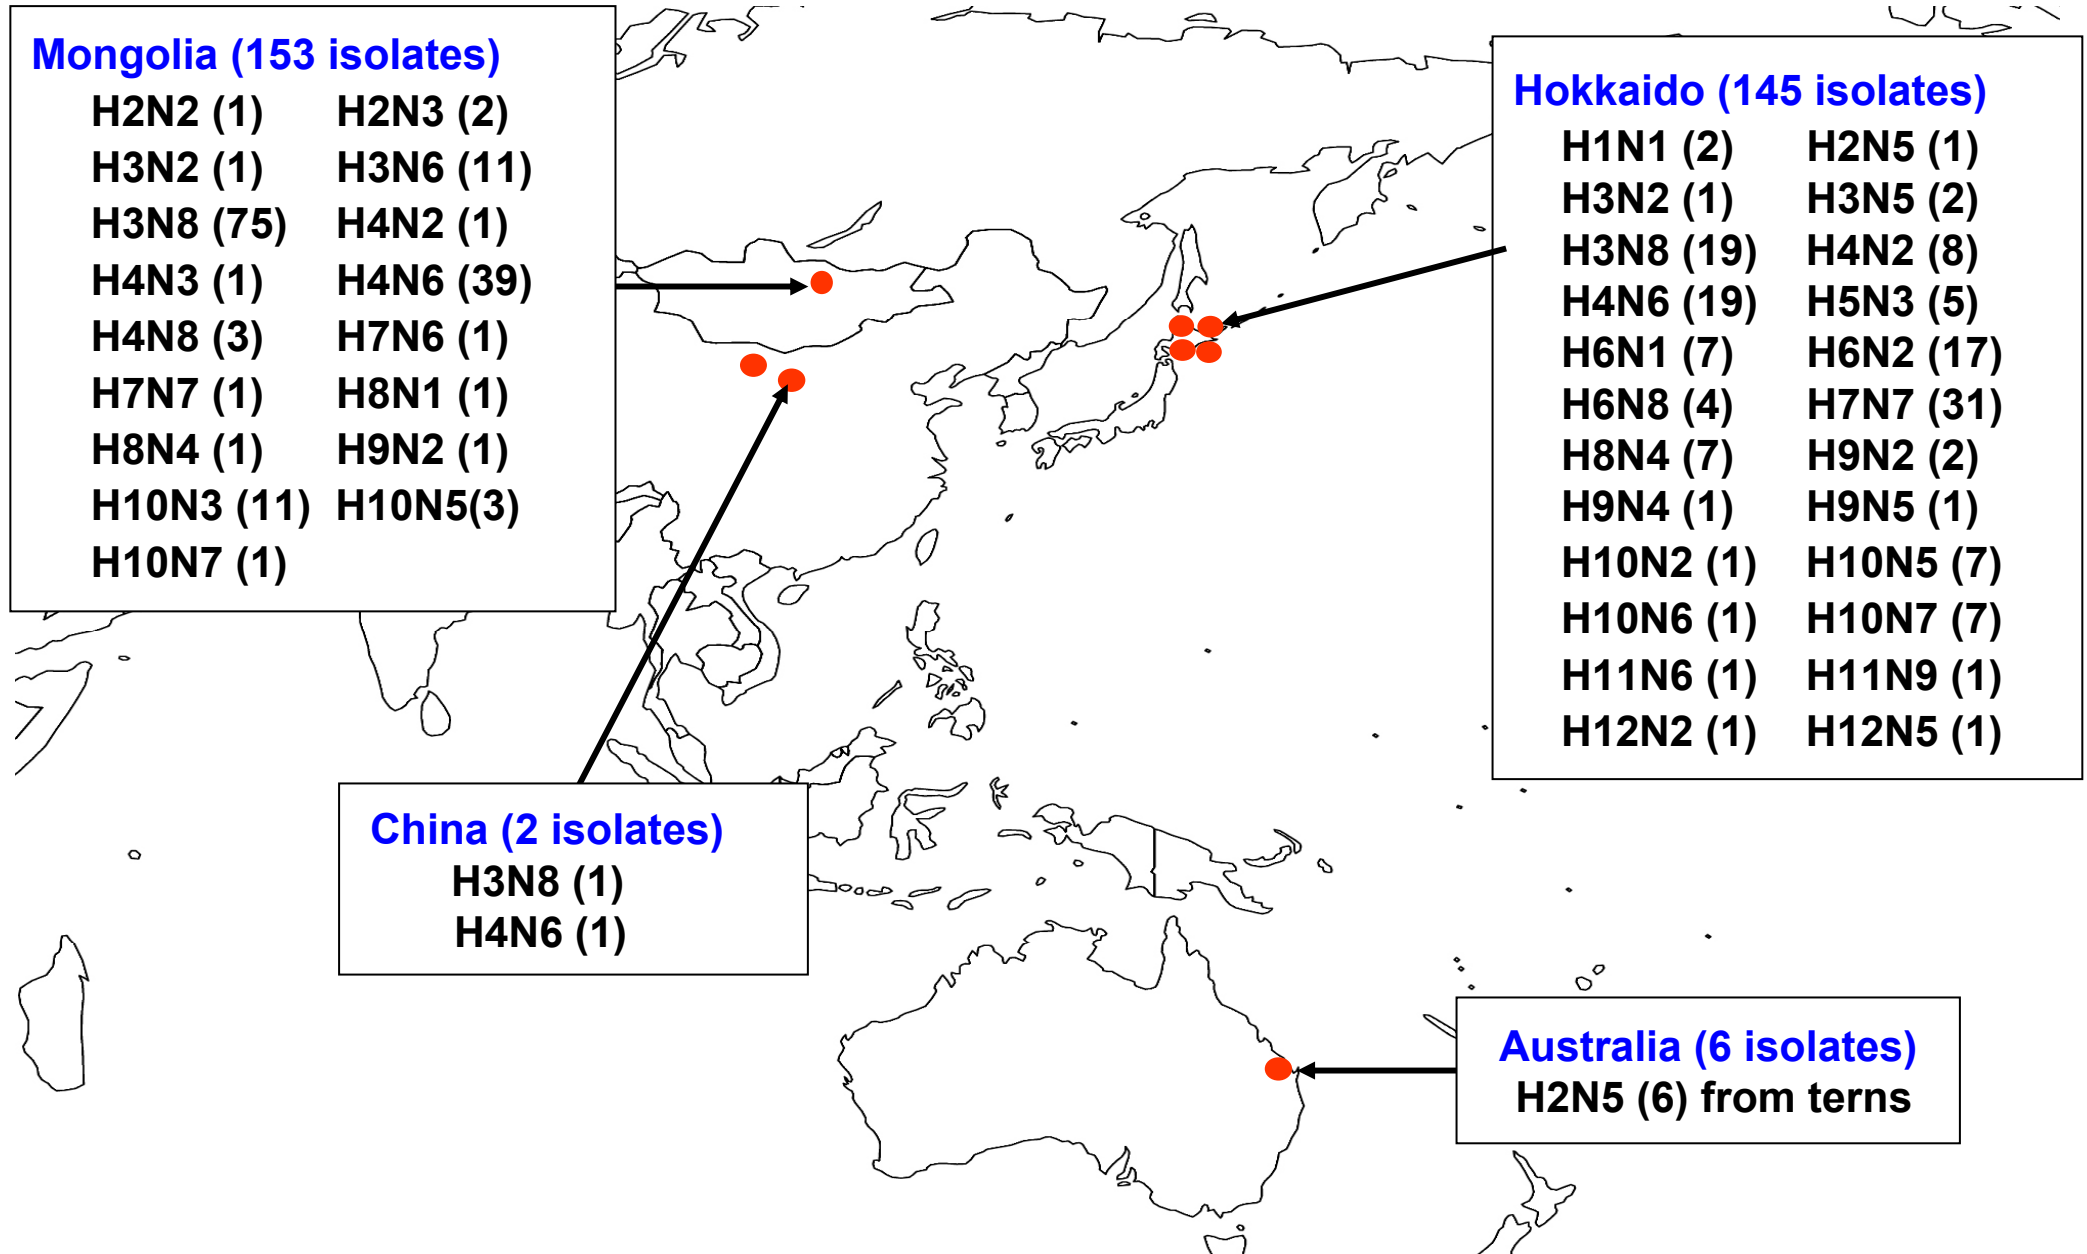 Mongolia (153 isolates)
H2N2 (1) H2N3 (2)
H3N2 (1) H3N6 (11)
H3N8 (75) H4N2 (1)
H4N3 (1) H4N6 (39)
H4N8 (3) H7N6 (1)
H7N7 (1) H8N1 (1)
H8N4 (1) H9N2 (1)
H10N3 (11) H10N5(3)
H10N7 (1)
Hokkaido (145 isolates)
H1N1 (2) H2N5 (1)
H3N2 (1) H3N5 (2)
H3N8 (19) H4N2 (8)
H4N6 (19) H5N3 (5)
H6N1 (7) H6N2 (17)
H6N8 (4) H7N7 (31)
H8N4 (7) H9N2 (2)
H9N4 (1) H9N5 (1)
H10N2 (1) H10N5 (7)
H10N6 (1) H10N7 (7)
H11N6 (1) H11N9 (1)
H12N2 (1) H12N5 (1)
China (2 isolates)
H3N8 (1)
H4N6 (1)
Australia (6 isolates)
H2N5 (6) from terns